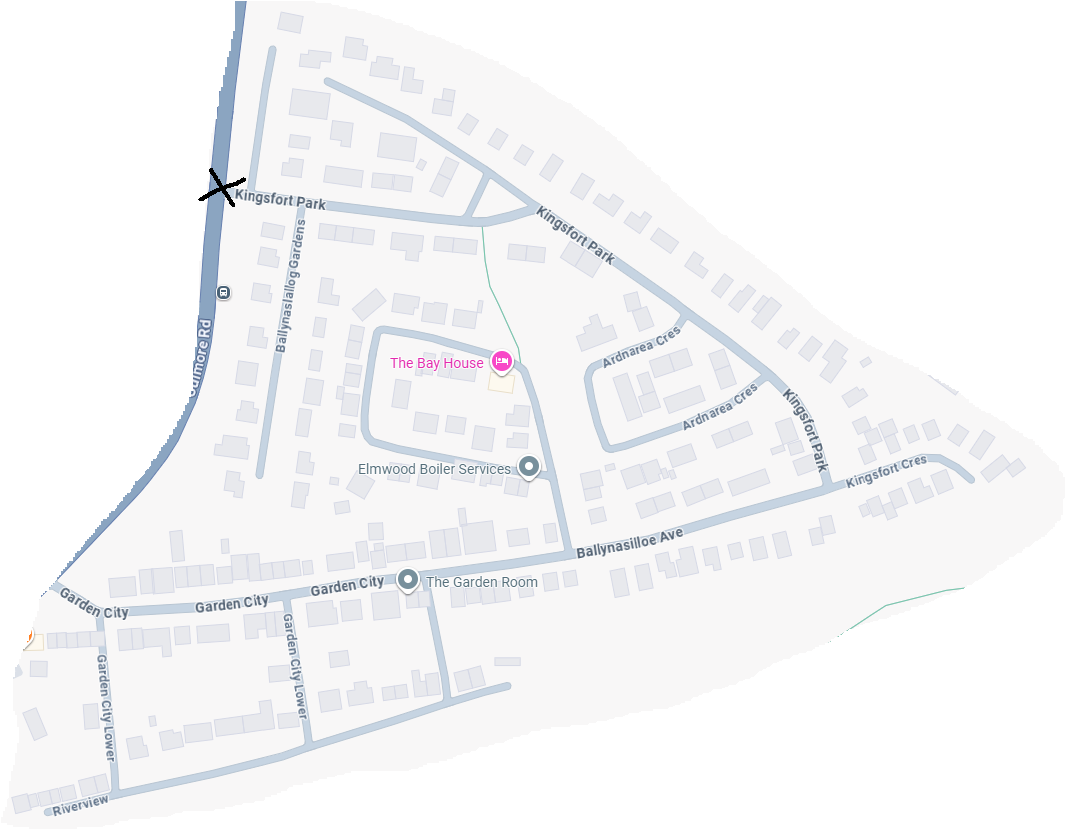 Kingsfort Park
Kingsfort Park
Ballynaslallog Gardens
Rd
Ardnarea Cres
The Bay House
Ardnarea Cres
Kingsfort Park
Elmwood Boiler Services
Kingsfort Cres
Ballynasilloe Ave
Garden City
The Garden Room
Garden City
Garden City
Garden City Lower
Garden City Lower
Riverview